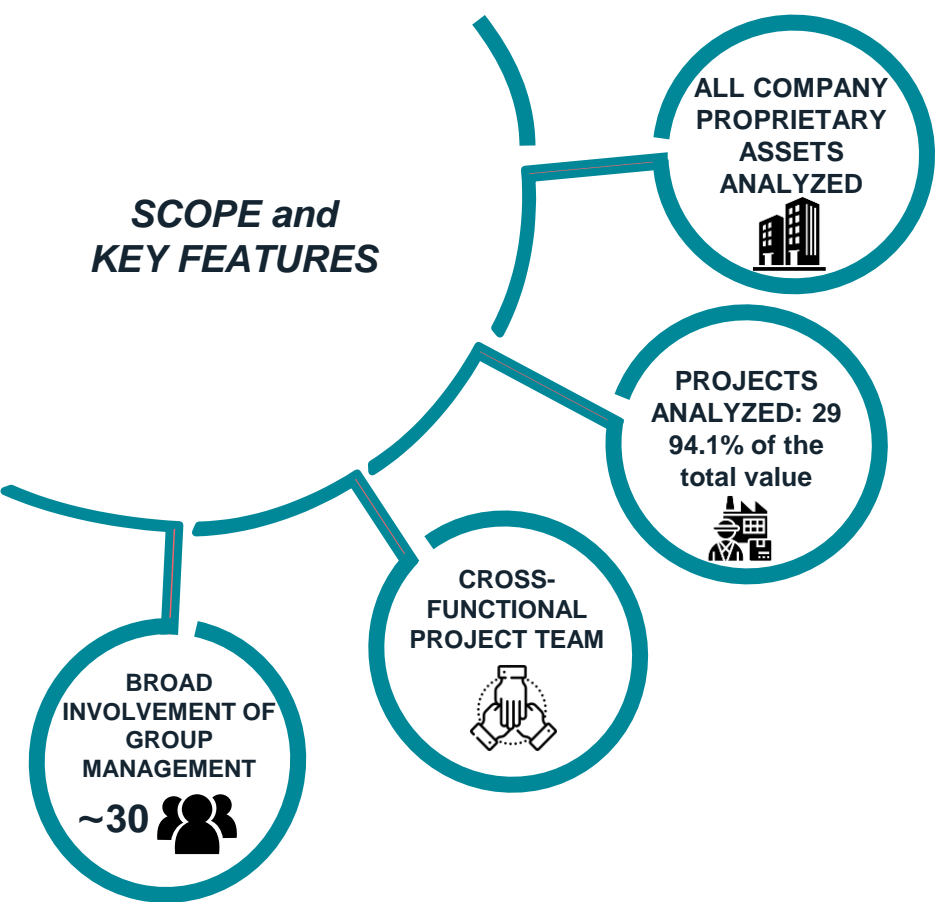 SCOPE and
KEY FEATURES
ALL COMPANY
PROPRIETARY
ASSETS
ANALYZED
PROJECTS
ANALYZED: 29
94.1% of the
total value
CROSS-
FUNCTIONAL
PROJECT TEAM
BROAD
INVOLVEMENT OF
GROUP
MANAGEMENT
~30